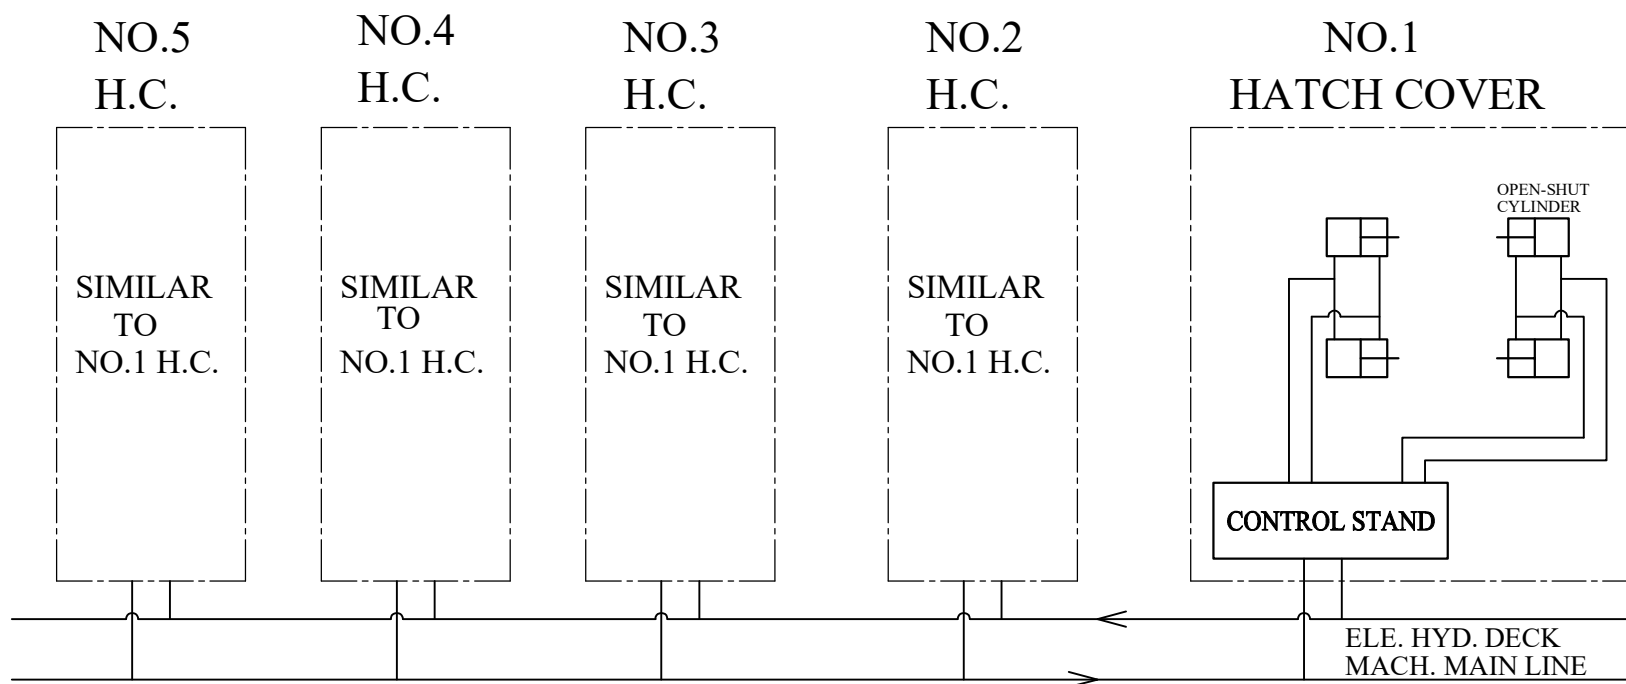 NO.5
H.C.
NO.4
H.C.
NO.3
H.C.
NO.2
H.C.
NO.1
HATCH COVER
SIMILAR
TO
NO.1 H.C.
SIMILAR
TO
NO.1 H.C.
SIMILAR
TO
NO.1 H.C.
SIMILAR
TO
NO.1 H.C.
OPEN-SHUT
CYLINDER
CONTROL STAND
ELE. HYD. DECK
MACH. MAIN LINE